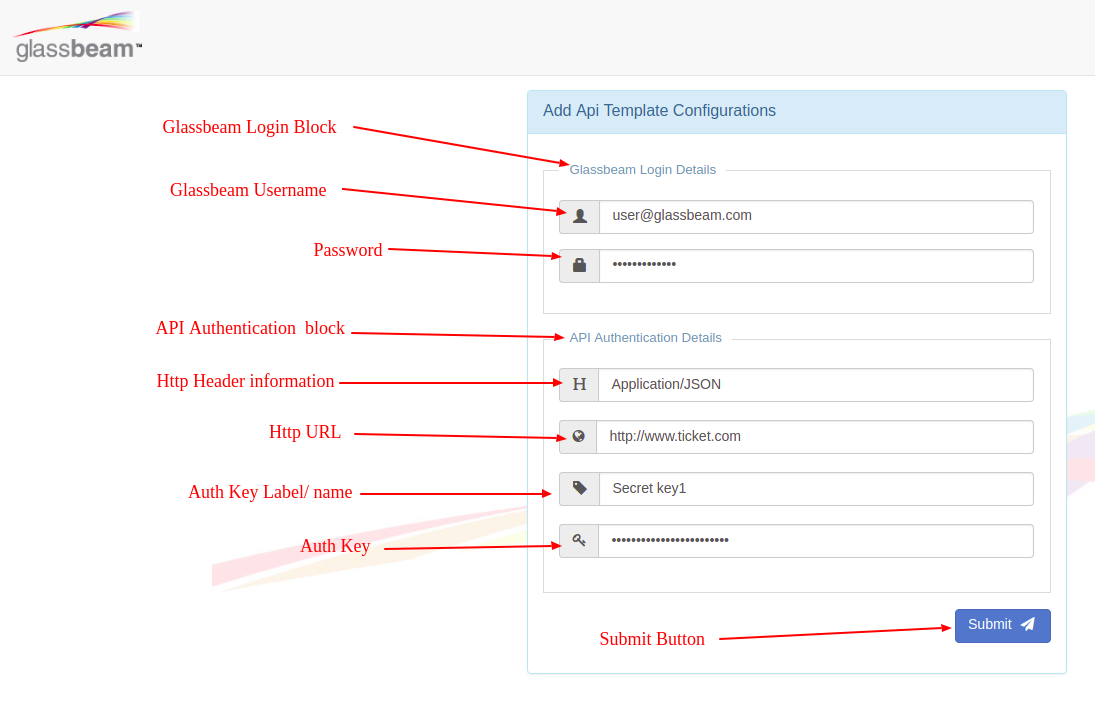 glassbeam™
Add Api Template Configurations
Glassbeam Login Block
Glassbeam Login Details
Glassbeam Username
user@glassbeam.com
Password
•••••••••••••
API Authentication  block
API Authentication Details
Http Header information
H
Application/JSON
Http URL
http://www.ticket.com
Auth Key Label/ name
Secret key1
Auth Key
••••••••••••••••••••••••
Submit Button
Submit